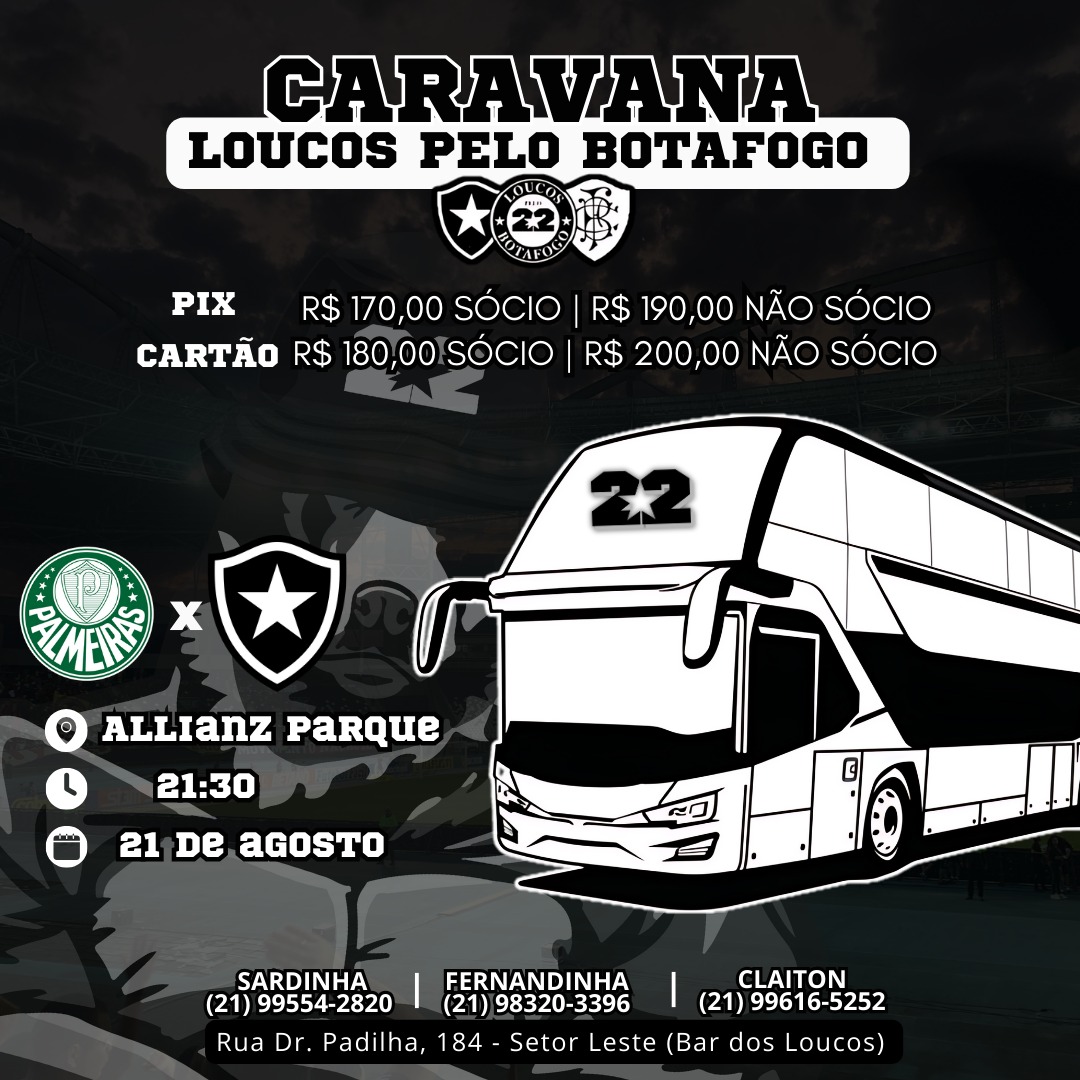 CARAVANA
LOUCOS PELO BOTAFOGO
LOUCOS
PELO
22
BOTAFOGO
PIX R$ 170,00 SÓCIO | R$ 190,00 NÃO SÓCIO
CARTÃO R$ 180,00 SÓCIO | R$ 200,00 NÃO SÓCIO
22
22
P
PALMEIRAS
X
ALLIANZ PARQUE
21:30
21 DE AGOSTO
SARDINHA | FERNANDINHA | CLAITON
(21) 99554-2820 (21) 98320-3396 (21) 99616-5252
Rua Dr. Padilha, 184 - Setor Leste (Bar dos Loucos)